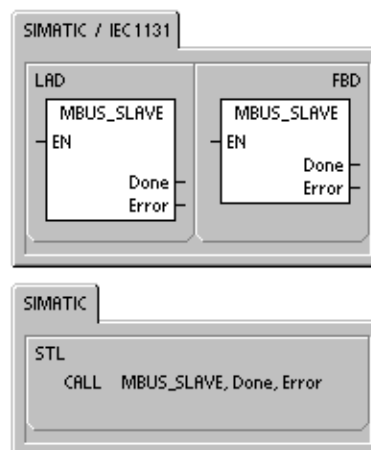 SIMATIC / IEC1131
LAD FBD
MBUS_SLAVE MBUS_SLAVE
EN EN
Done Done
Error Error
SIMATIC
STL
CALL MBUS_SLAVE, Done, Error